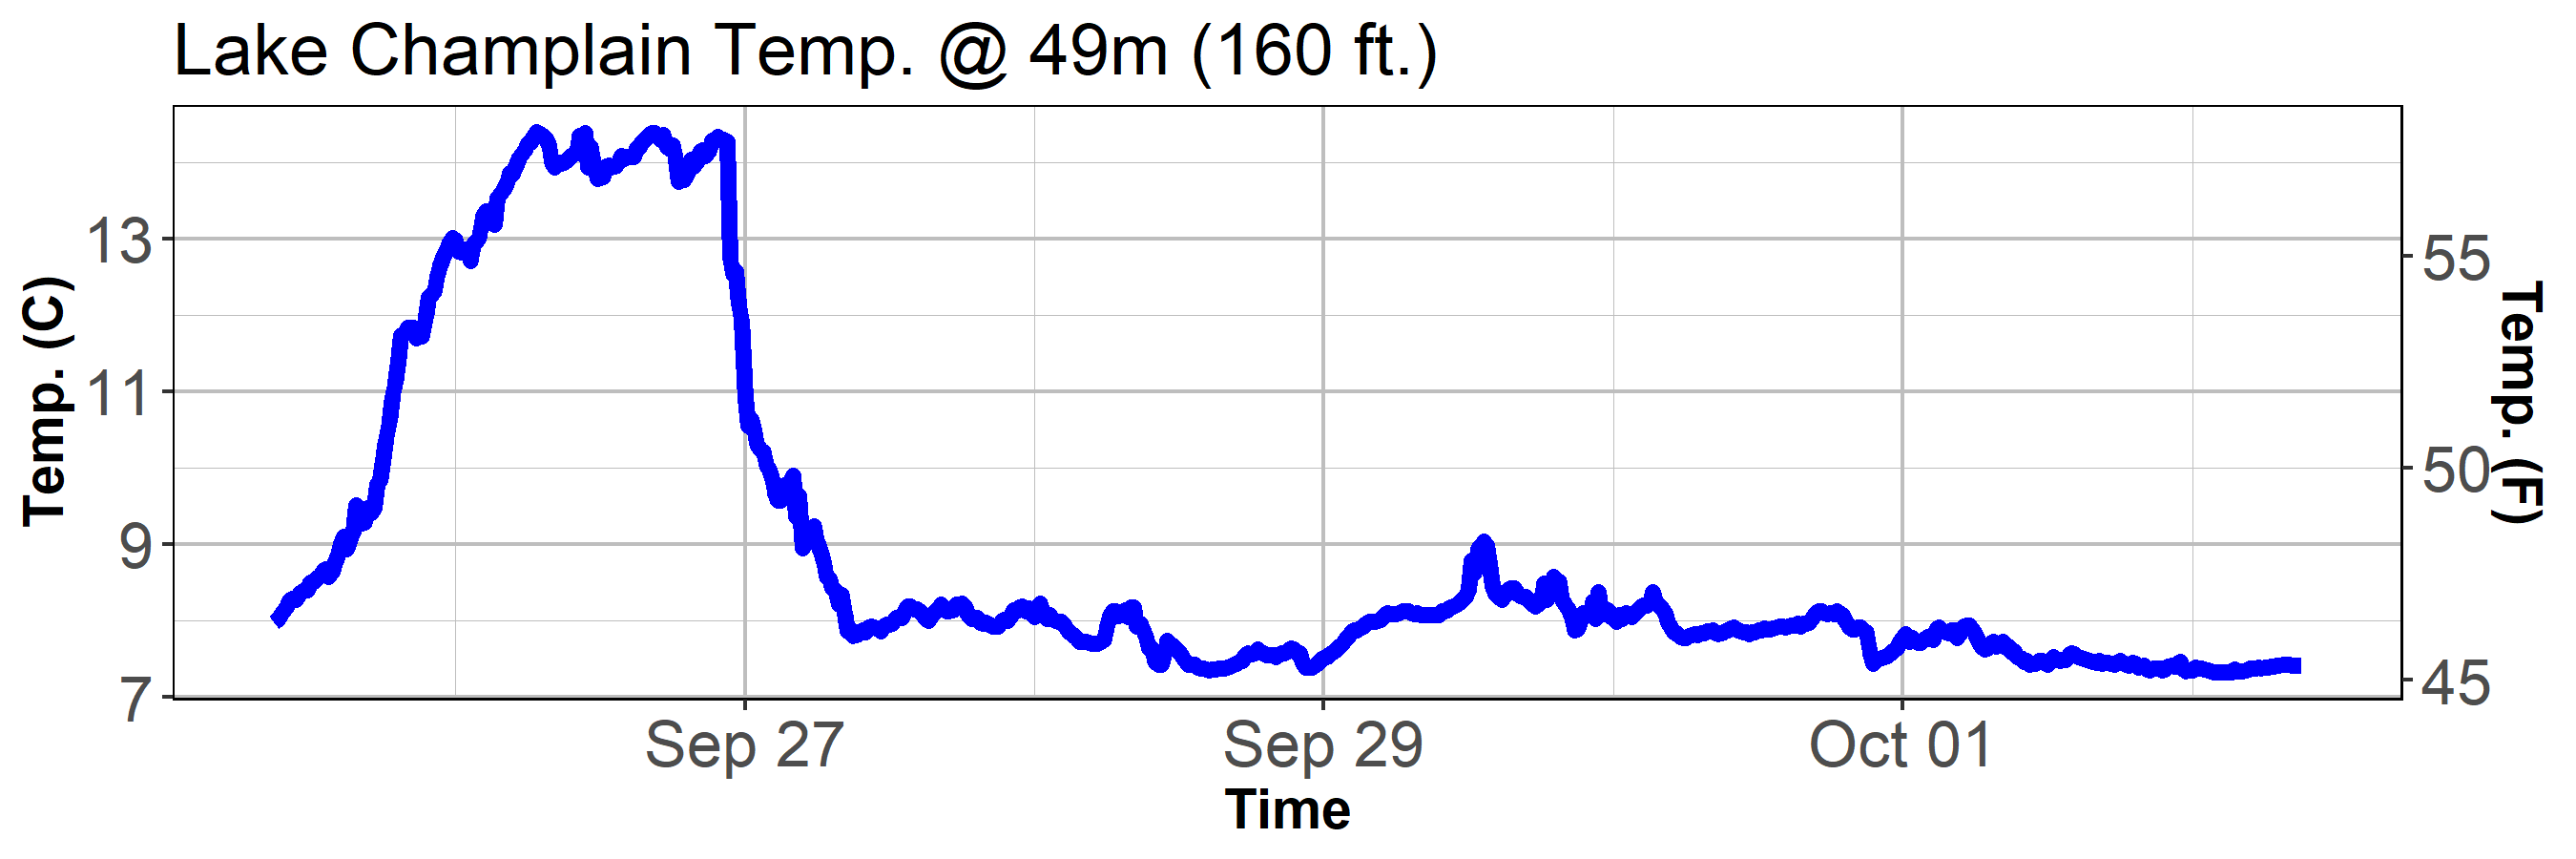 Lake Champlain Temp. @ 49m (160 ft.)
Temp. (C)
13
11
9
7
55
50
45
Temp. (F)
Sep 27
Sep 29
Oct 01
Time